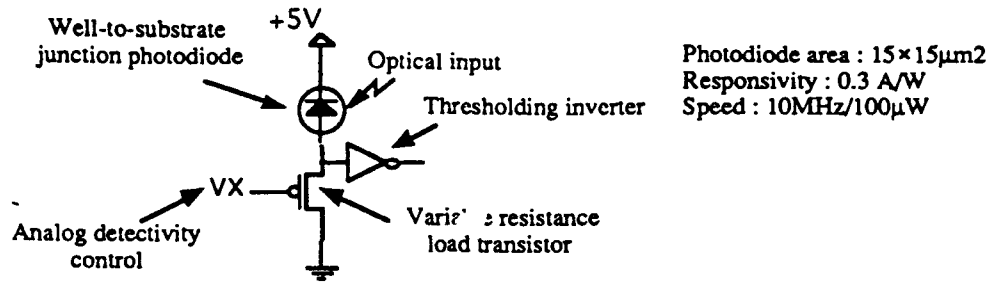 Well-to-substrate
junction photodiode
+5V
Optical input
Thresholding inverter
VX
Analog detectivity
control
resistance
load transistor
Photodiode area : 15×15μm2
Responsivity : 0.3 A/W
Speed : 10MHz/100μW